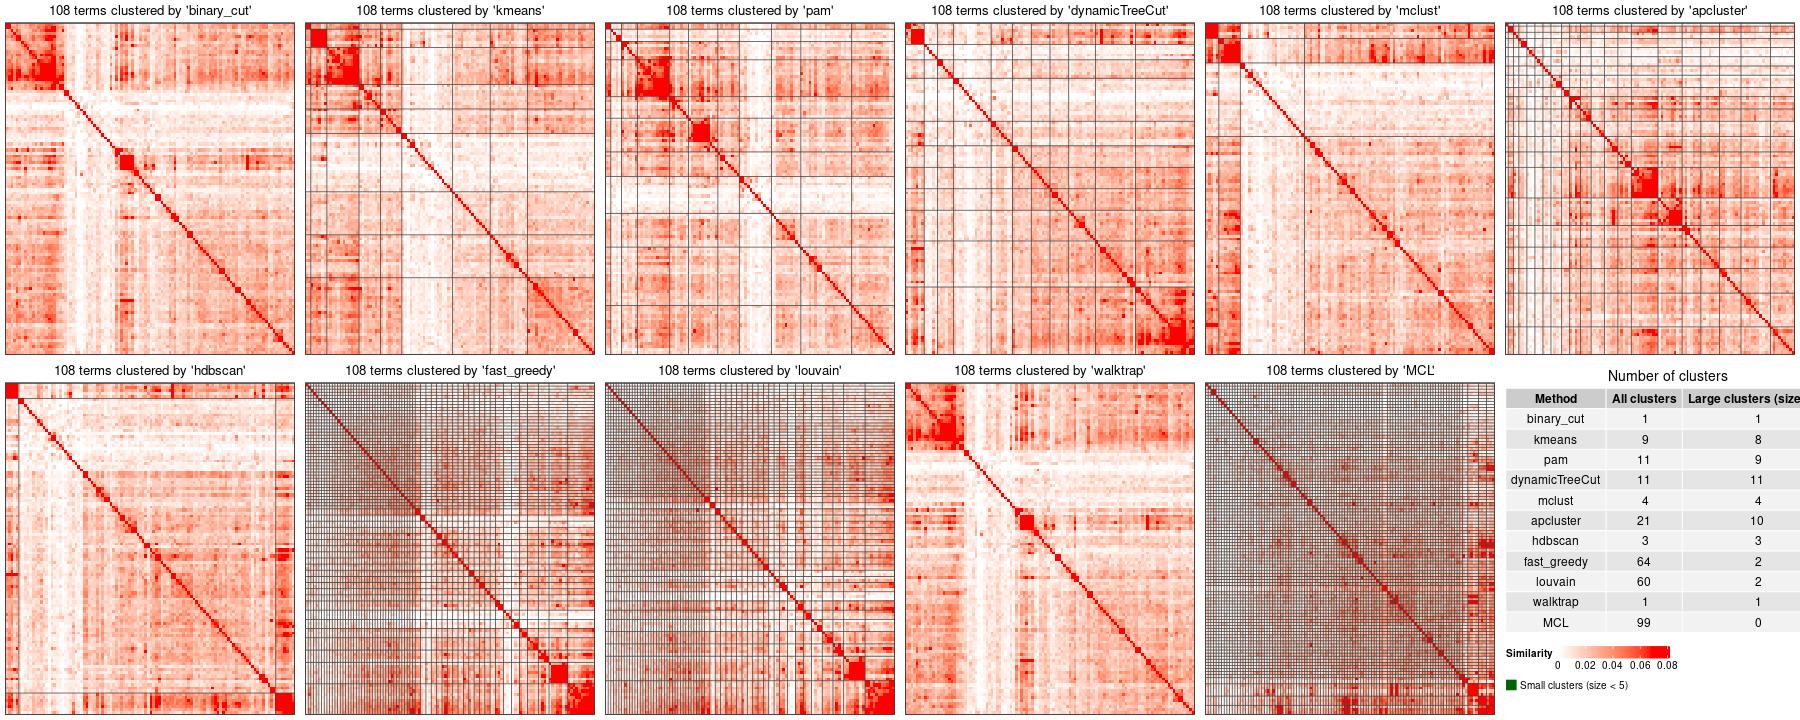 108 terms clustered by 'binary_cut'
108 terms clustered by 'kmeans'
108 terms clustered by 'pam'
108 terms clustered by 'dynamicTreeCut'
108 terms clustered by 'mclust'
108 terms clustered by 'apcluster'
108 terms clustered by 'hdbscan'
108 terms clustered by 'fast_greedy'
108 terms clustered by 'louvain'
108 terms clustered by 'walktrap'
108 terms clustered by 'MCL'
Number of clusters
Method All clusters Large clusters (size
binary_cut 1 1
kmeans 9 8
pam 11 9
dynamicTreeCut 11 11
mclust 4 4
apcluster 21 10
hdbscan 3 3
fast_greedy 64 2
louvain 60 2
walktrap 1 1
MCL 99 0
Similarity
0 0.02 0.04 0.06 0.08
Small clusters (size < 5)